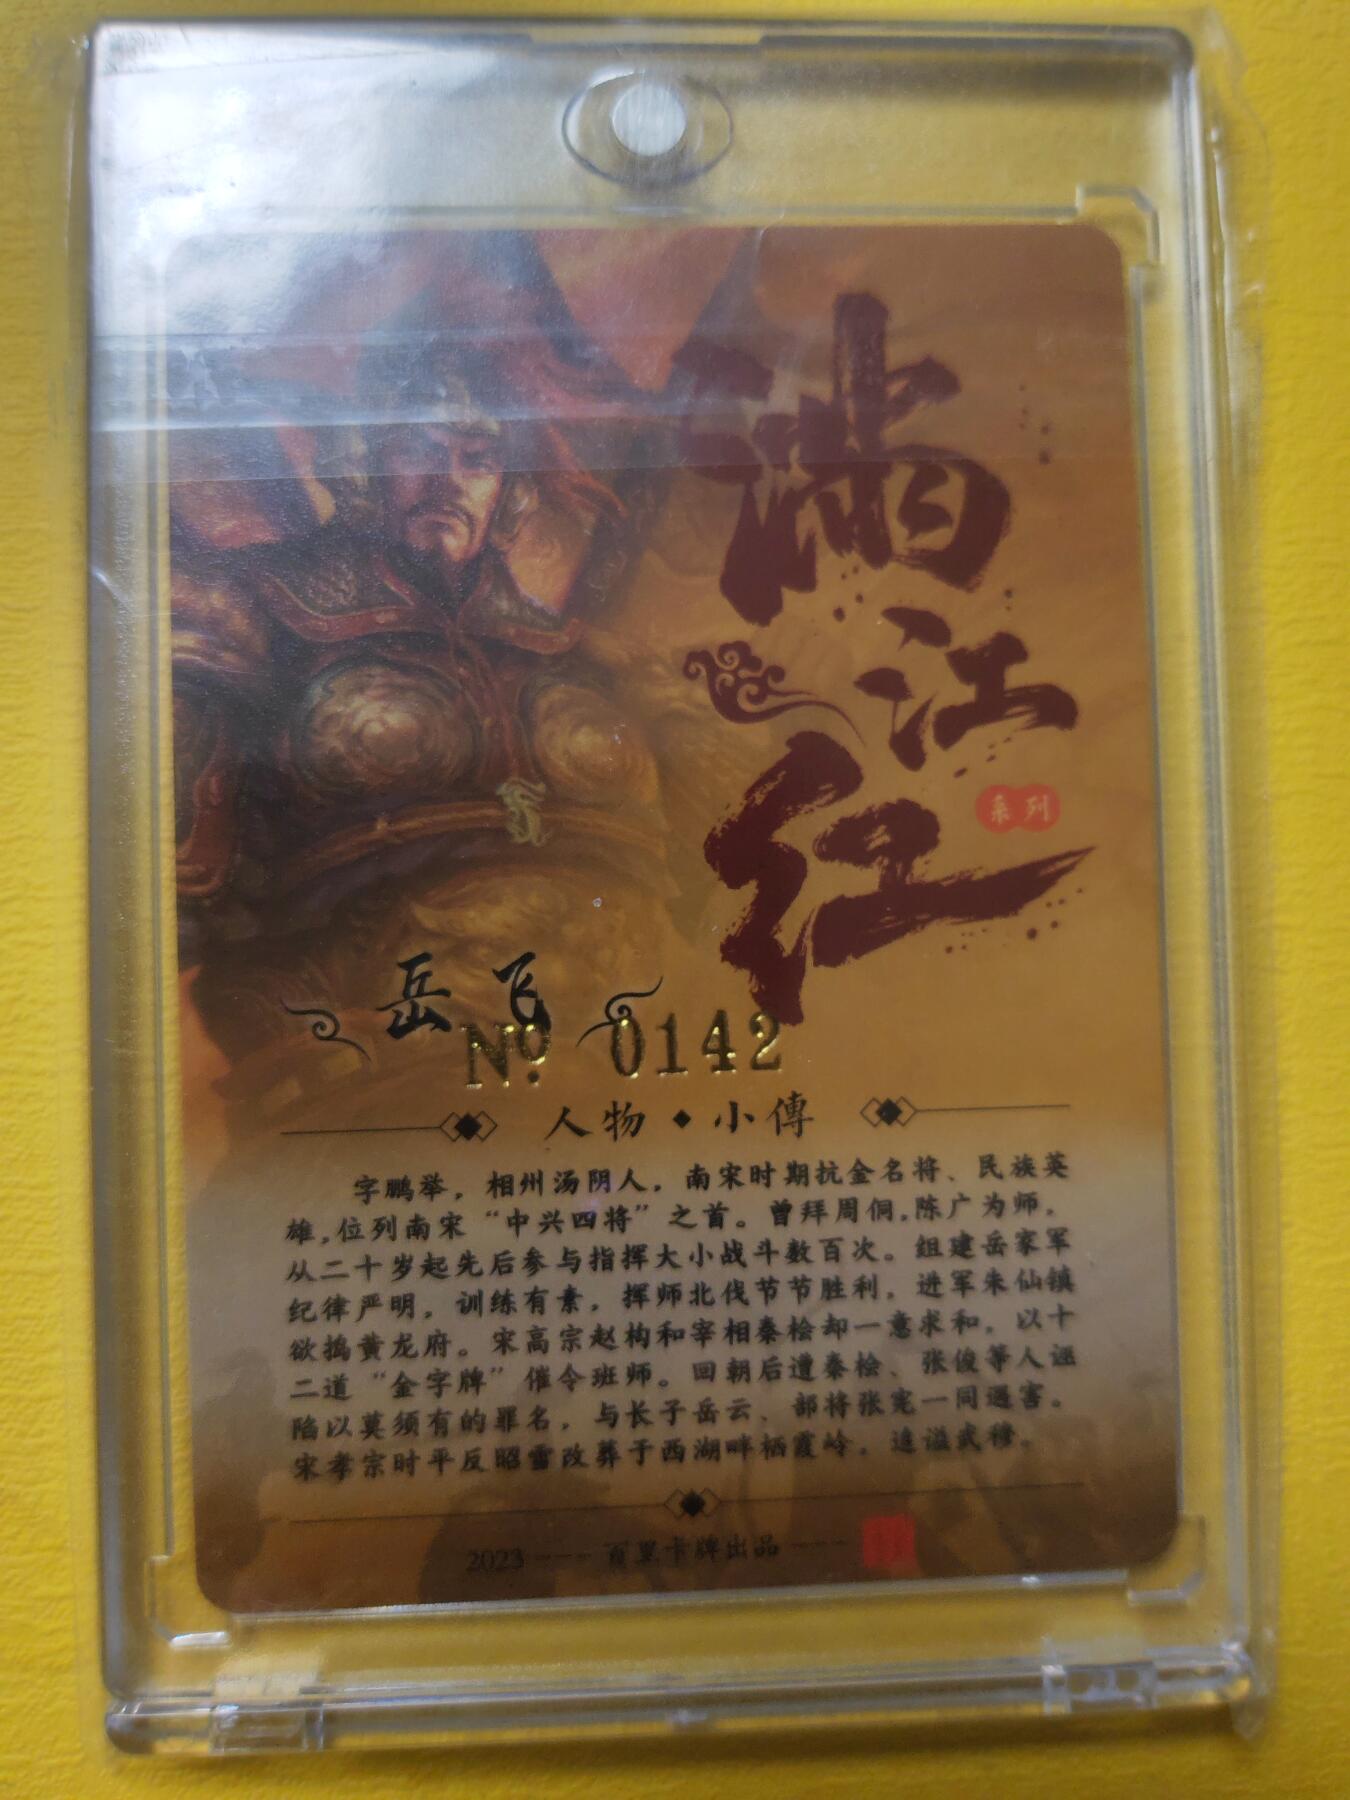 满江红
系列
岳飞
№ 0142
人物◆小傳
字鹏举，相州汤阴人，南宋时期抗金名将、民族英
雄，位列南宋“中兴四将”之首。曾拜周侗，陈广为师，
从二十岁起先后参与指挥大小战斗数百次。组建岳家军
纪律严明，训练有素，挥师北伐节节胜利，进军朱仙镇
欲捣黄龙府。宋高宗赵构和宰相秦桧却一意求和，以十
二道“金字牌”催令班师。回朝后遭秦桧、张俊等人诬
陷以莫须有的罪名，与长子岳云、部将张宪一同遇害。
宋孝宗时平反昭雪改葬于西湖畔栖霞岭，追谥武穆。
2023---百里卡牌出品---